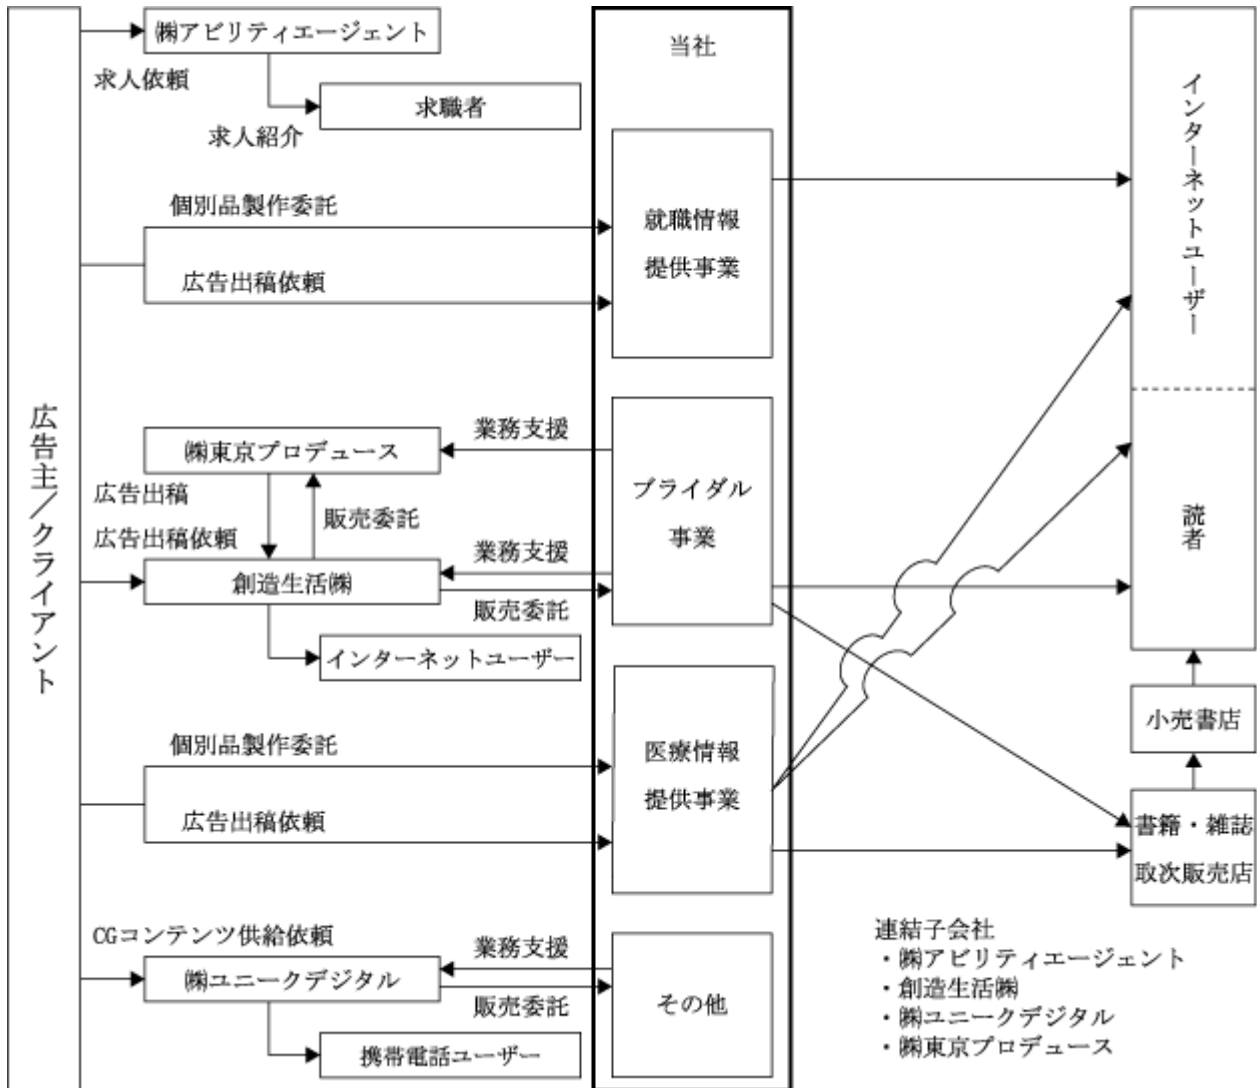 広告主／クライアント
㈱アビリティエージェント
求人依頼
求職者
求人紹介
個別品製作委託
広告出稿依頼
㈱東京プロデュース
業務支援
広告出稿
販売委託
広告出稿依頼
業務支援
創造生活㈱
販売委託
インターネットユーザー
個別品製作委託
広告出稿依頼
CGコンテンツ供給依頼
業務支援
㈱ユニークデジタル
販売委託
携帯電話ユーザー
当社
就職情報
提供事業
ブライダル
事業
医療情報
提供事業
その他
インターネットユーザー
読者
小売書店
書籍・雑誌
取次販売店
連結子会社
・㈱アビリティエージェント
・創造生活㈱
・㈱ユニークデジタル
・㈱東京プロデュース